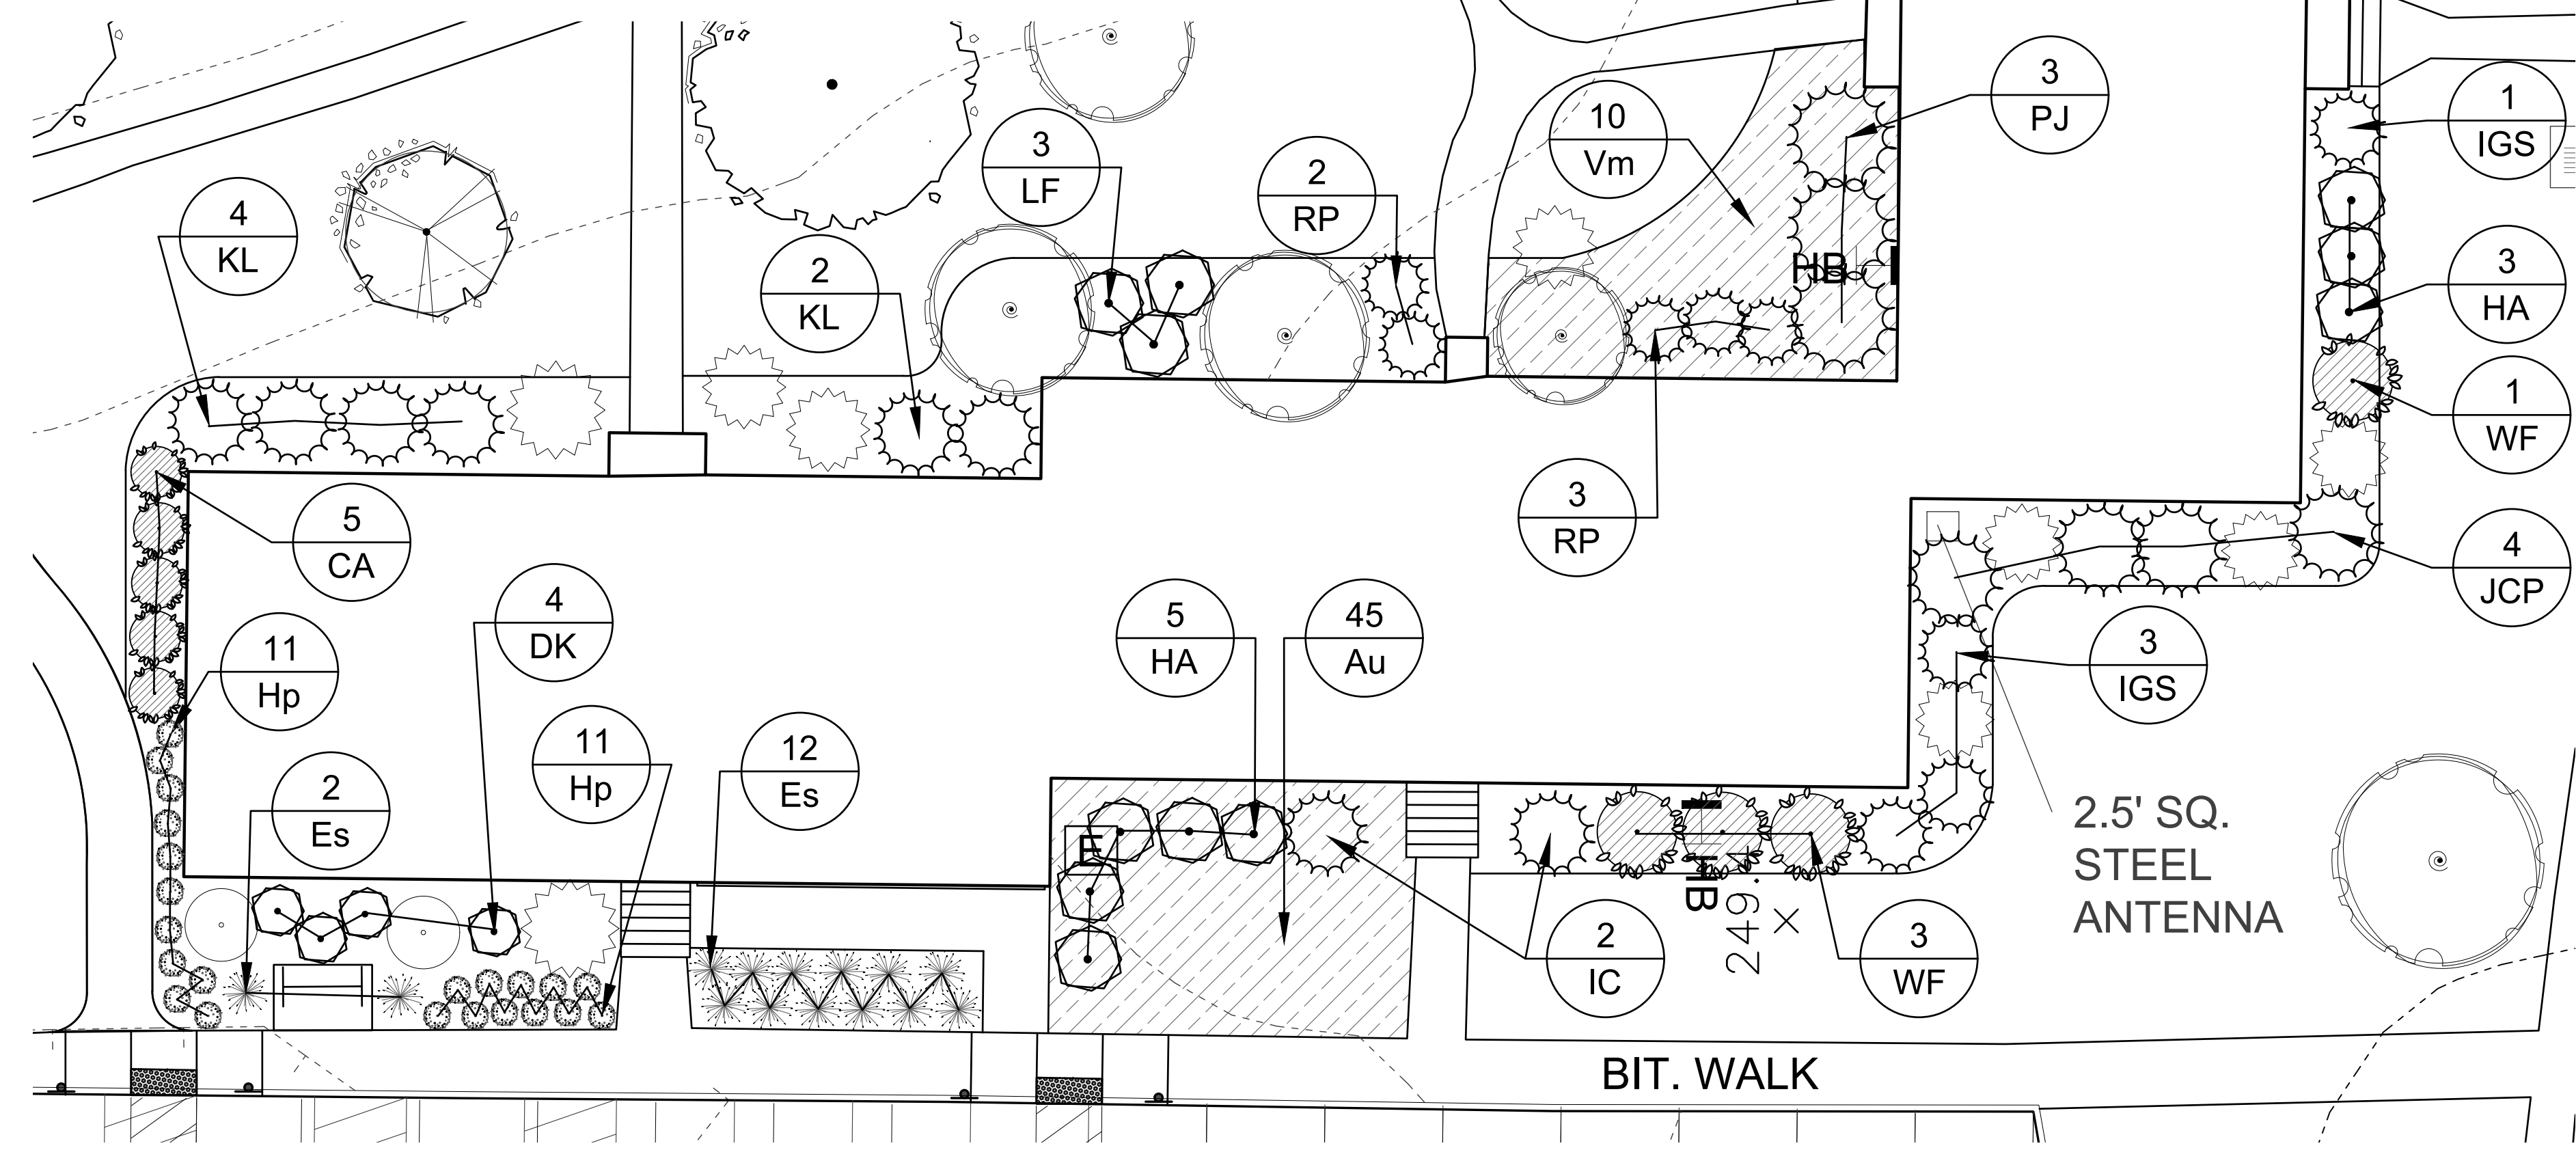 3
PJ
1
IGS
10
Vm
3
LF
2
RP
4
KL
2
KL
HB
3
HA
1
WF
3
RP
5
CA
4
JCP
4
DK
5
HA
45
Au
11
Hp
3
IGS
11
Hp
12
Es
2
Es
E
HB
249.4
2.5' SQ.
STEEL
ANTENNA
2
IC
3
WF
BIT. WALK